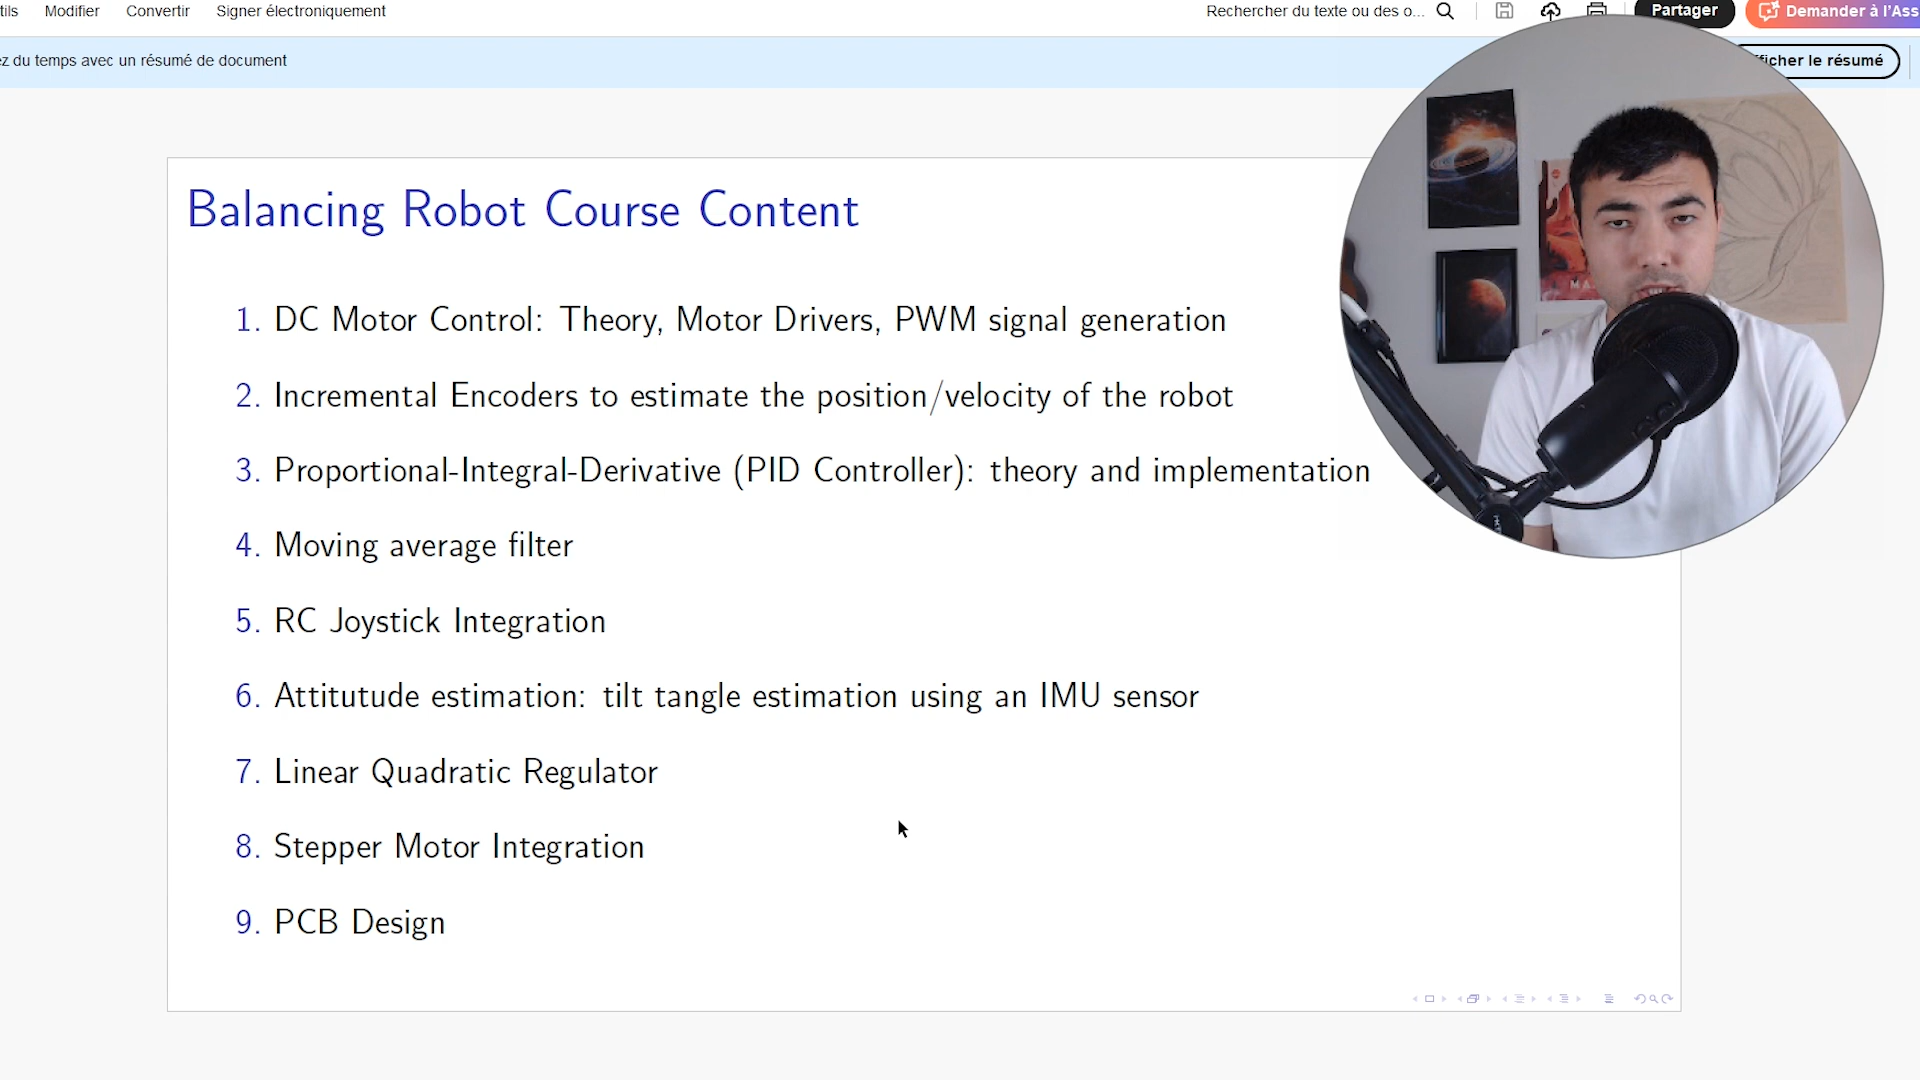 Modifier Convertir Signer électroniquement Rechercher du texte ou des o... Partager Demander à l'Ass
du temps avec un résumé de document le résumé
Balancing Robot Course Content
1. DC Motor Control: Theory, Motor Drivers, PWM signal generation
2. Incremental Encoders to estimate the position/velocity of the robot
3. Proportional-Integral-Derivative (PID Controller): theory and implementation
4. Moving average filter
5. RC Joystick Integration
6. Attitutude estimation: tilt tangle estimation using an IMU sensor
7. Linear Quadratic Regulator
8. Stepper Motor Integration
9. PCB Design